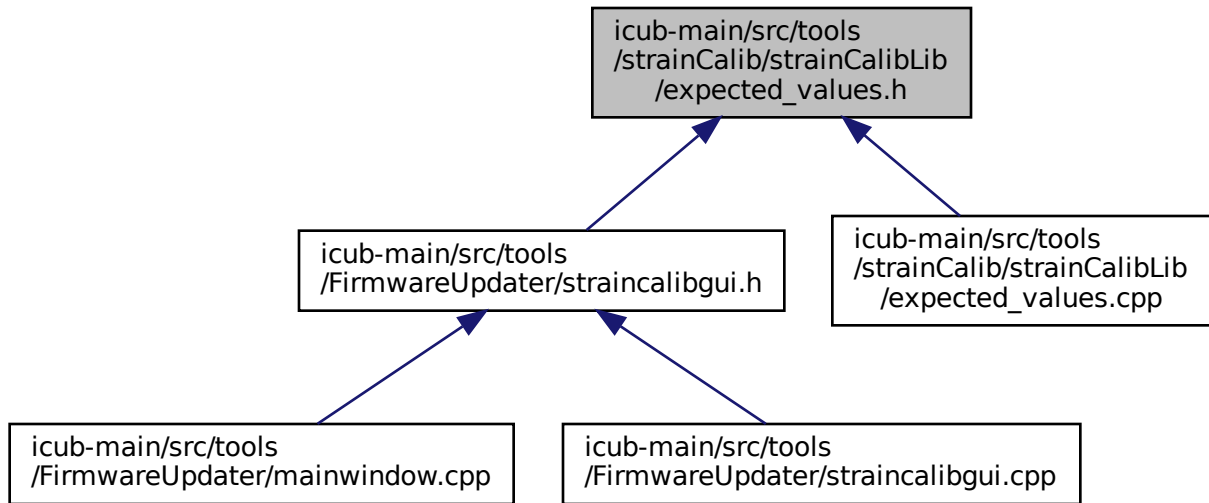 icub-main/src/tools
/strainCalib/strainCalibLib
/expected_values.h
icub-main/src/tools
/FirmwareUpdater/straincalibgui.h
icub-main/src/tools
/strainCalib/strainCalibLib
/expected_values.cpp
icub-main/src/tools
/FirmwareUpdater/mainwindow.cpp
icub-main/src/tools
/FirmwareUpdater/straincalibgui.cpp